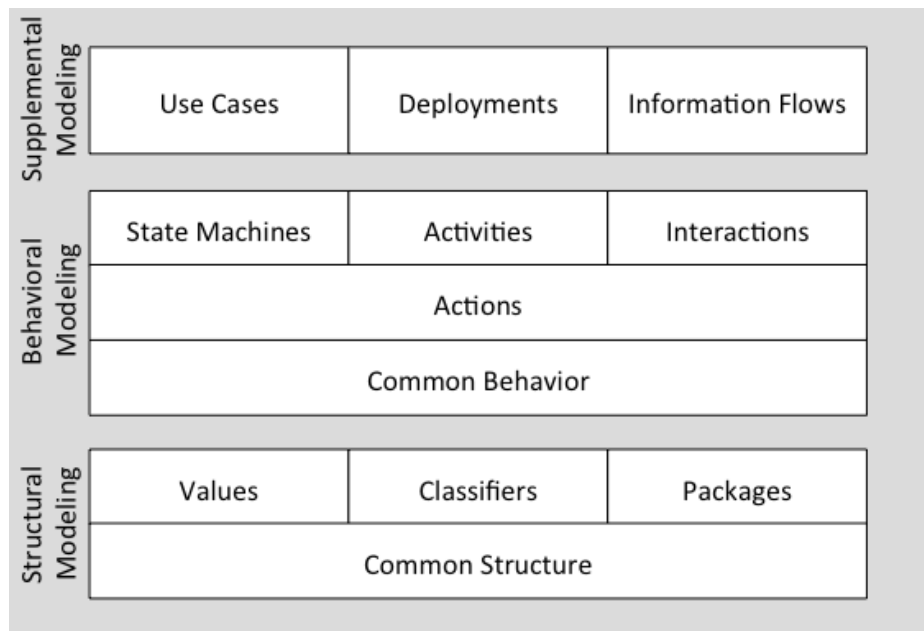 Supplemental
Modeling
Use Cases
Deployments
Information Flows
Behavioral
Modeling
State Machines
Activities
Interactions
Actions
Common Behavior
Structural
Modeling
Values
Classifiers
Packages
Common Structure